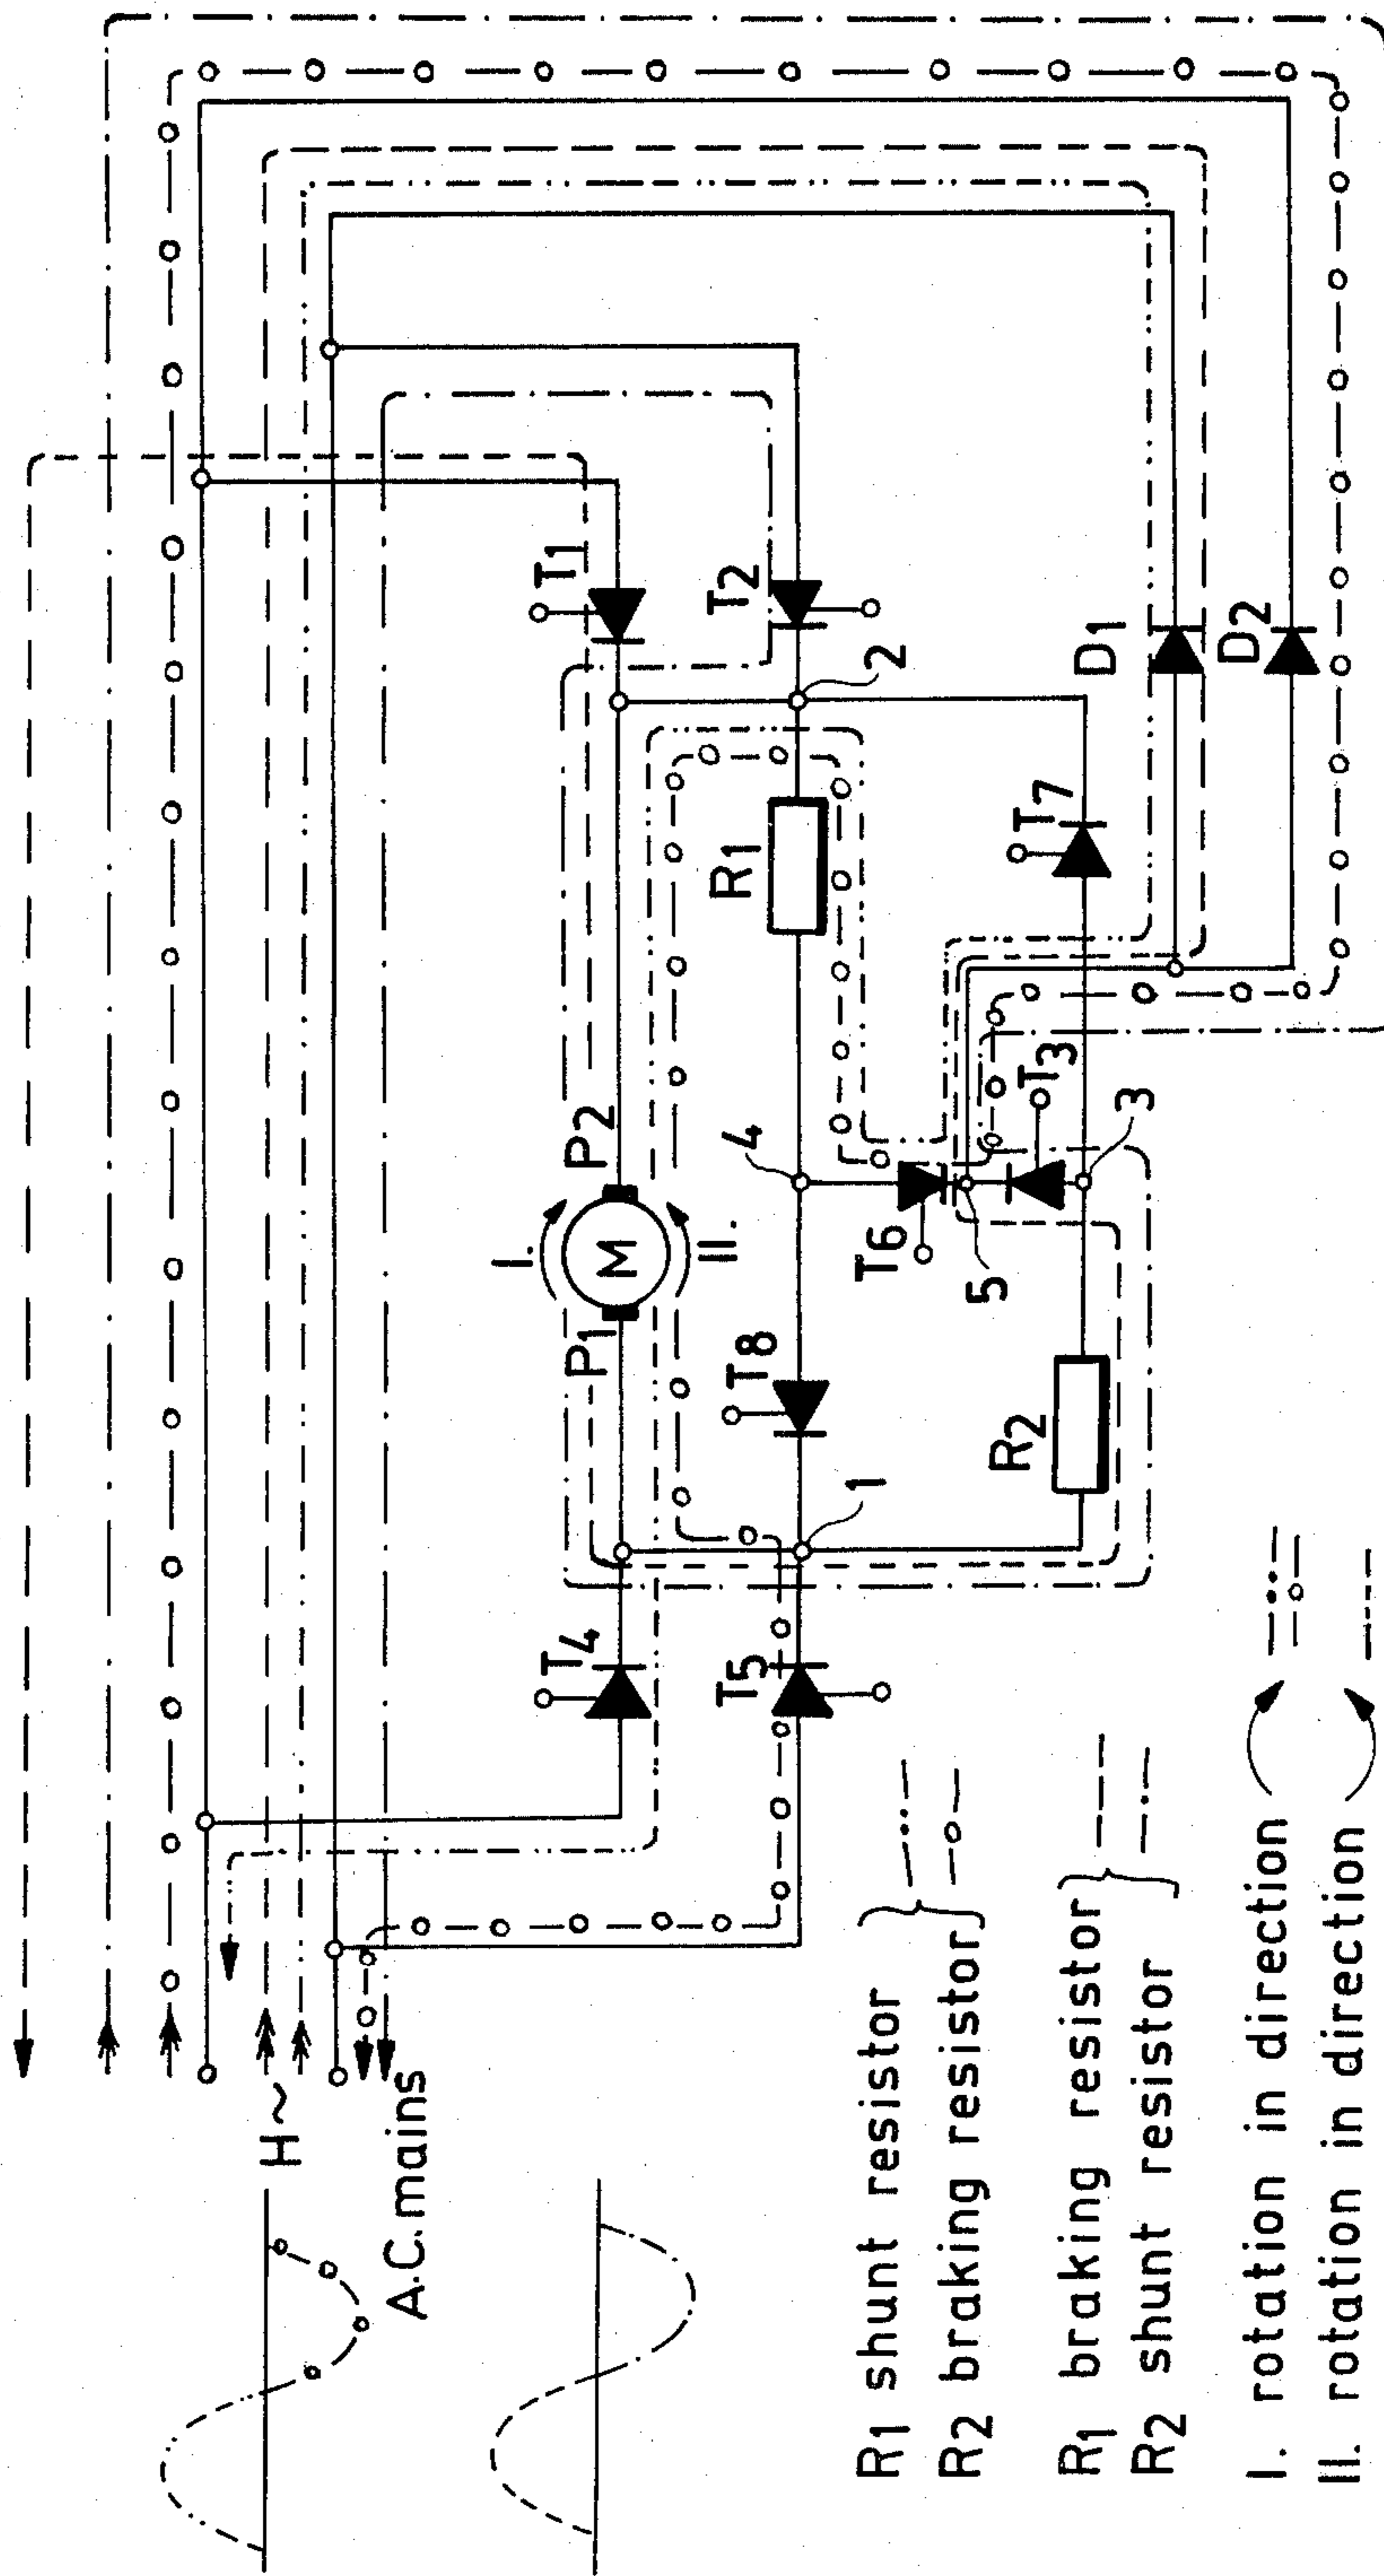 H~
A.C. mains
T1
T2
T4
T5
I.
P1
M
P2
II.
R1
T8
4
2
1
T6
5
T3
T7
3
R2
D1
D2
R1 shunt resistor
R2 braking resistor
R1 braking resistor
R2 shunt resistor
I. rotation in direction
II. rotation in direction